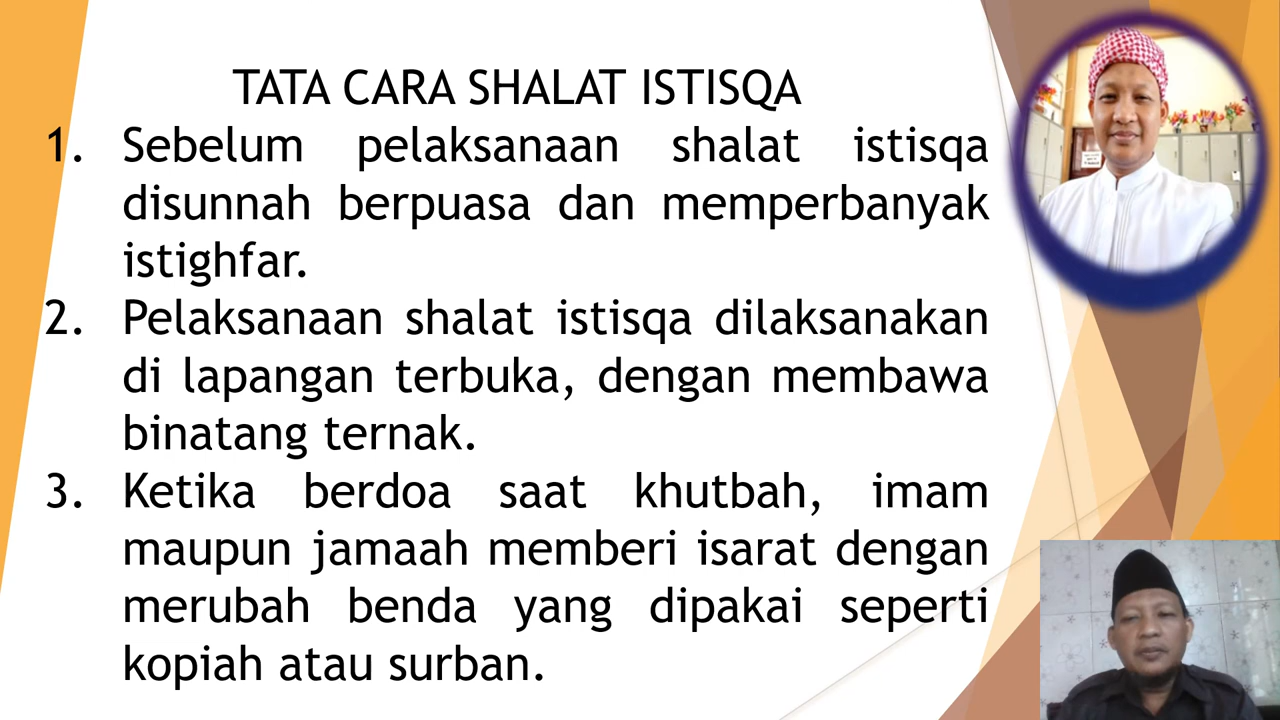 TATA CARA SHALAT ISTISQA
1. Sebelum pelaksanaan shalat istisqa
disunnah berpuasa dan memperbanyak
istighfar.
2. Pelaksanaan shalat istisqa dilaksanakan
di lapangan terbuka, dengan membawa
binatang ternak.
3. Ketika berdoa saat khutbah, imam
maupun jamaah memberi isarat dengan
merubah benda yang dipakai seperti
kopiah atau surban.